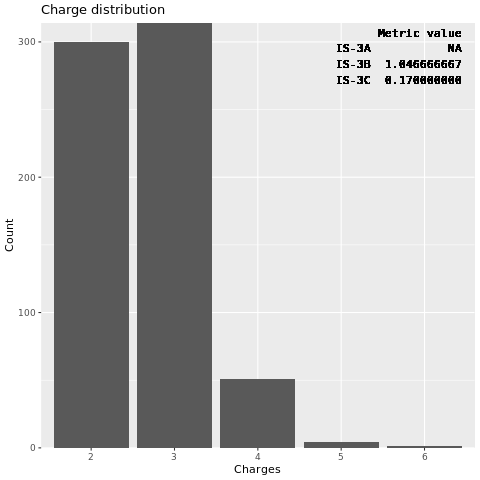 Charge distribution
Metric value
IS-3A NA
IS-3B 1.046666667
IS-3C 0.170000000
300
200
100
0
Count
2 3 4 5 6
Charges